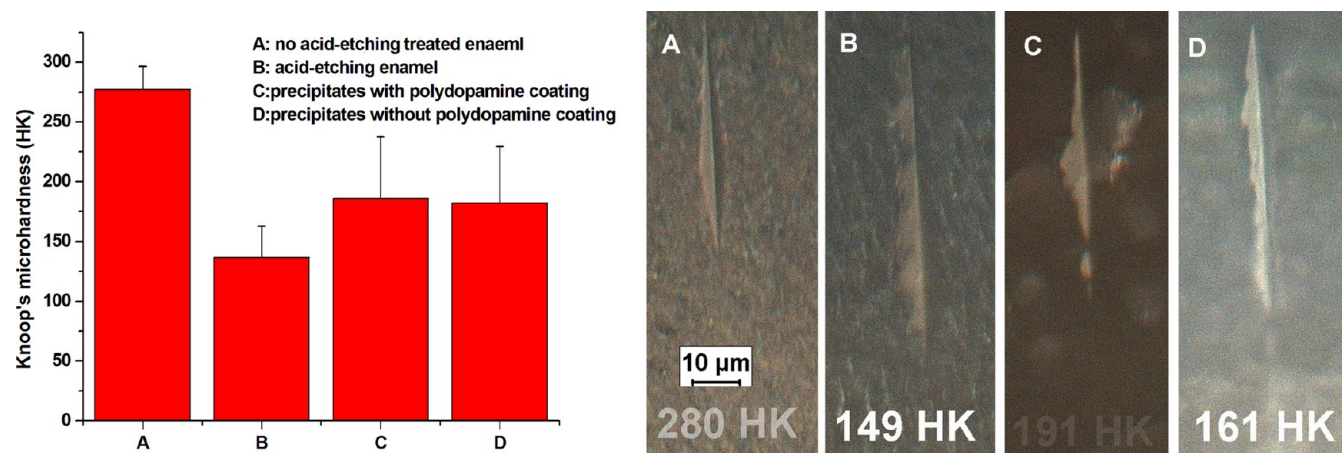 Knoop's microhardness (HK)
300
250
200
150
100
50
0
A: no acid-etching treated enaeml
B: acid-etching enamel
C:precipitates with polydopamine coating
D:precipitates without polydopamine coating
A B C D
A
10 µm
280 HK
B
149 HK
C
191 HK
D
161 HK